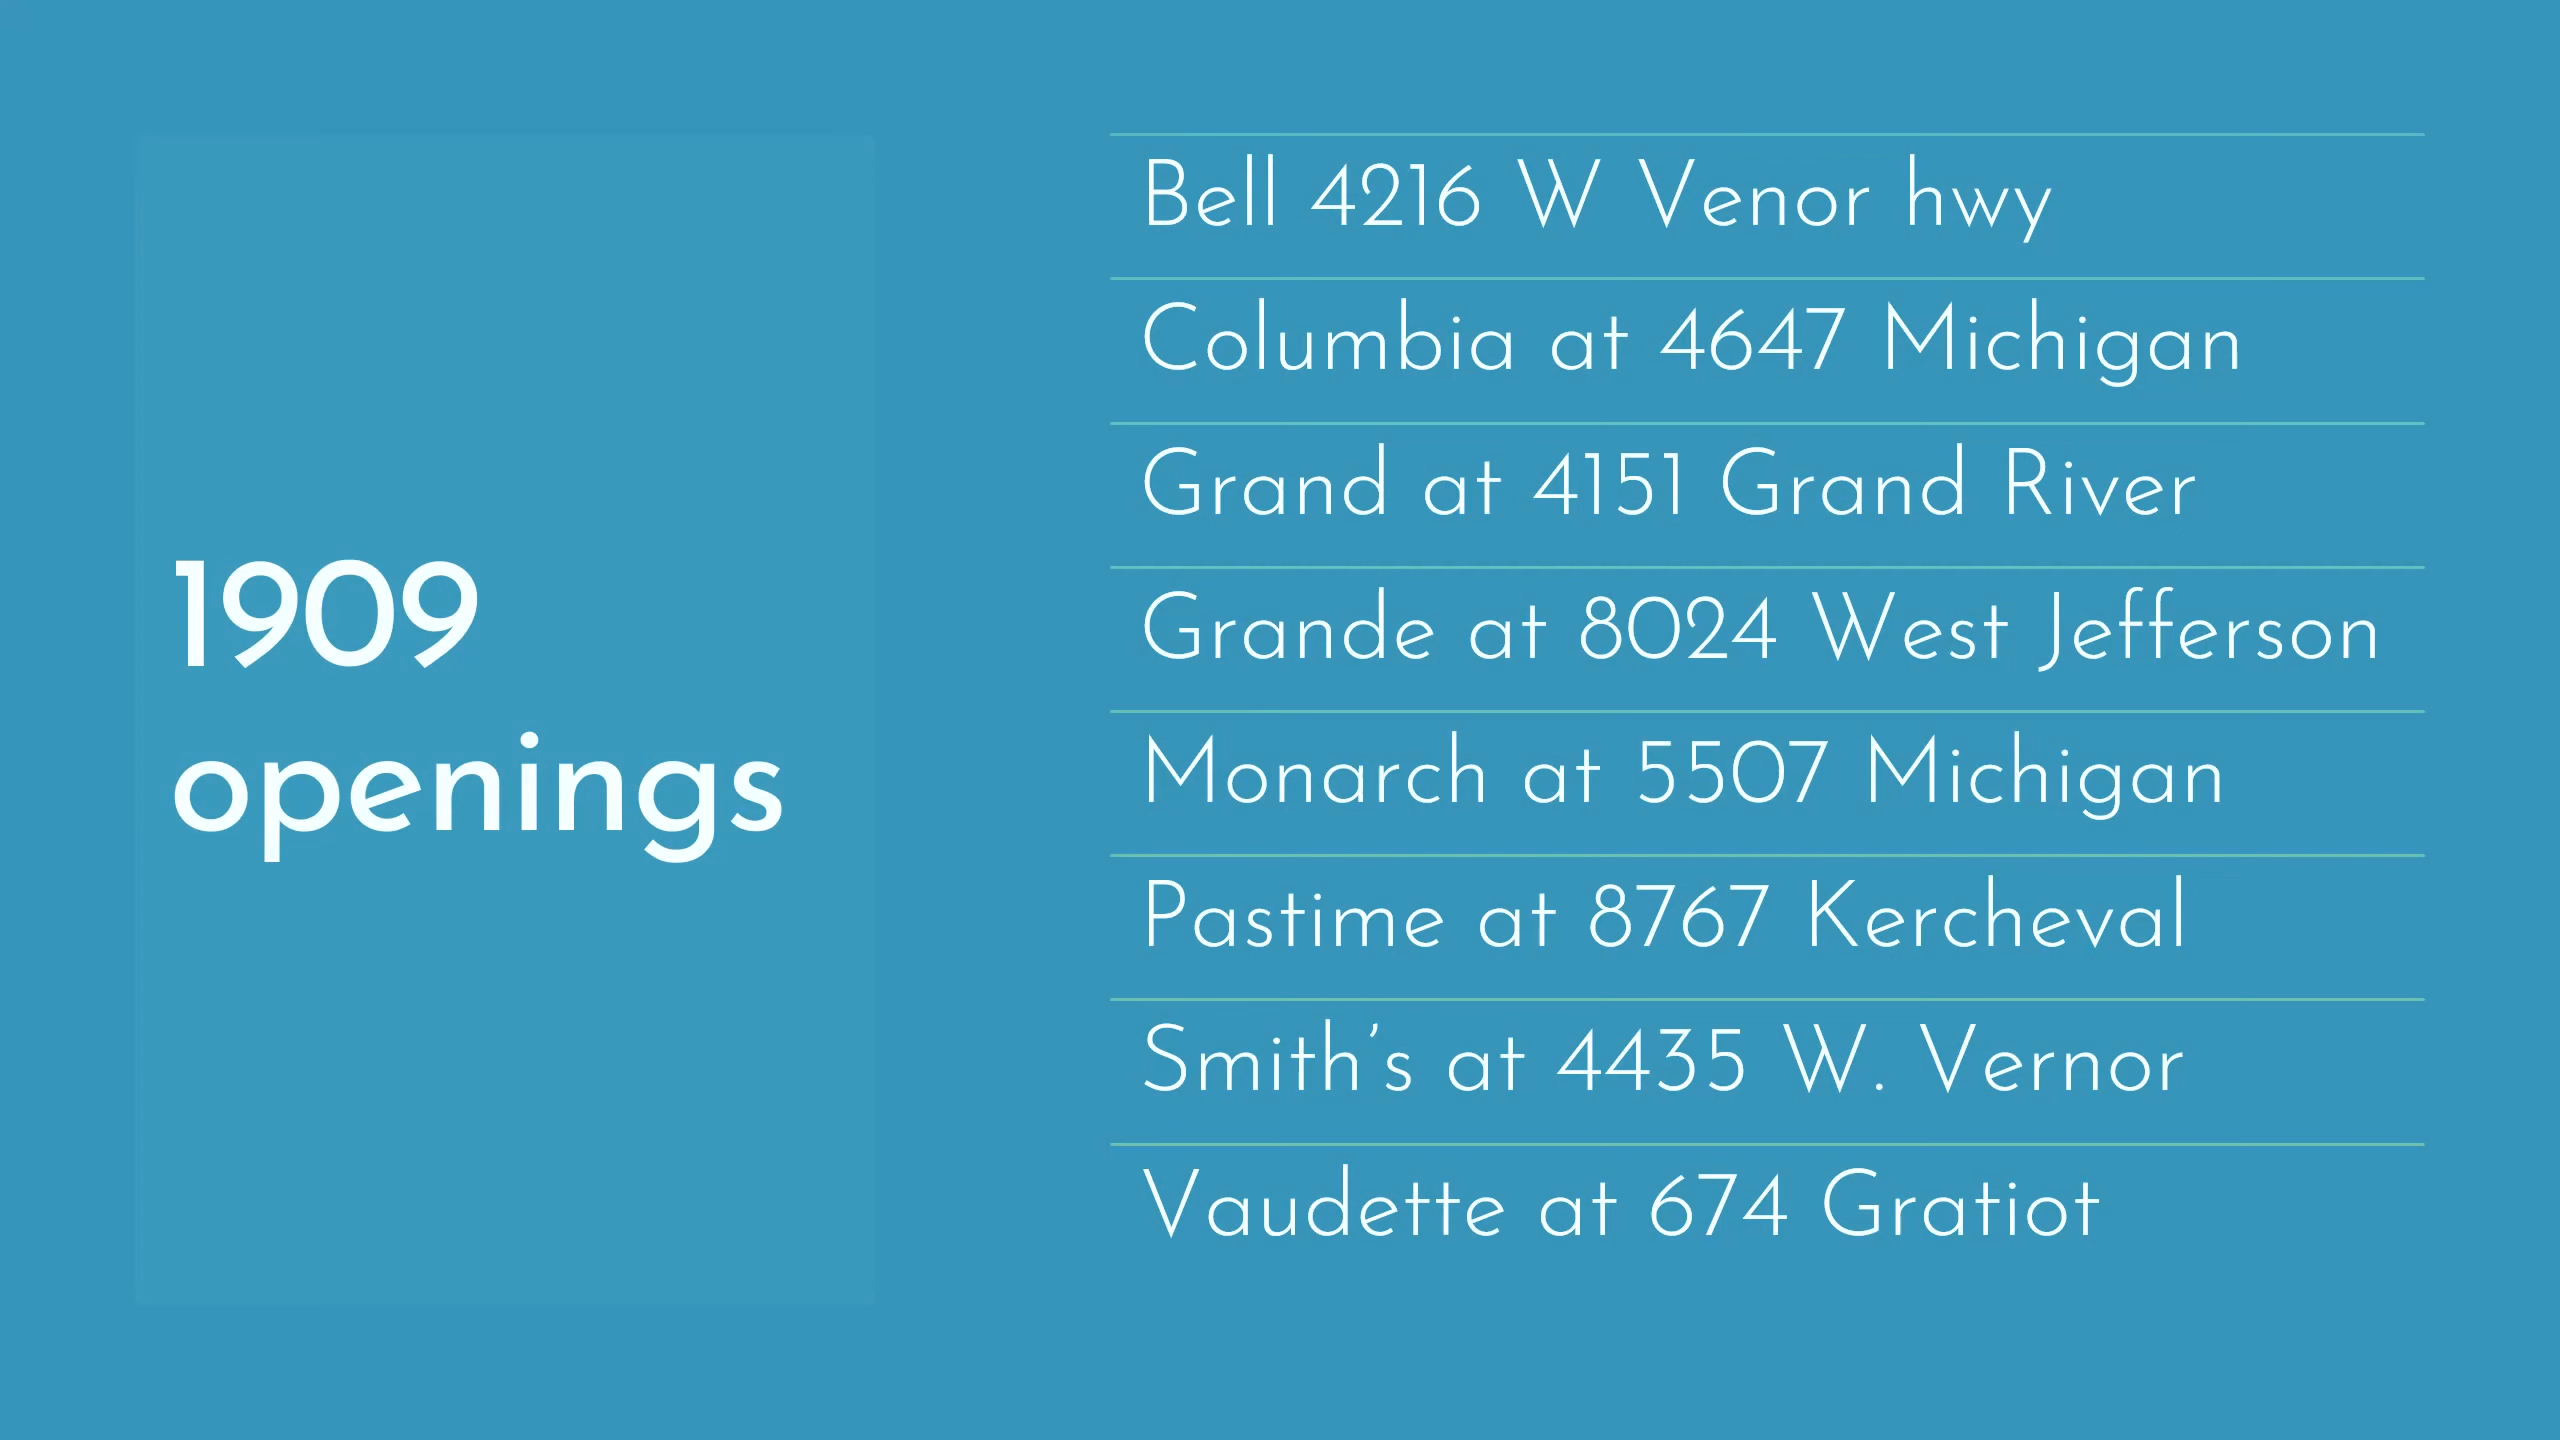 1909
openings
Bell 4216 W Venor hwy
Columbia at 4647 Michigan
Grand at 4151 Grand River
Grande at 8024 West Jefferson
Monarch at 5507 Michigan
Pastime at 8767 Kercheval
Smith’s at 4435 W. Vernor
Vaudette at 674 Gratiot